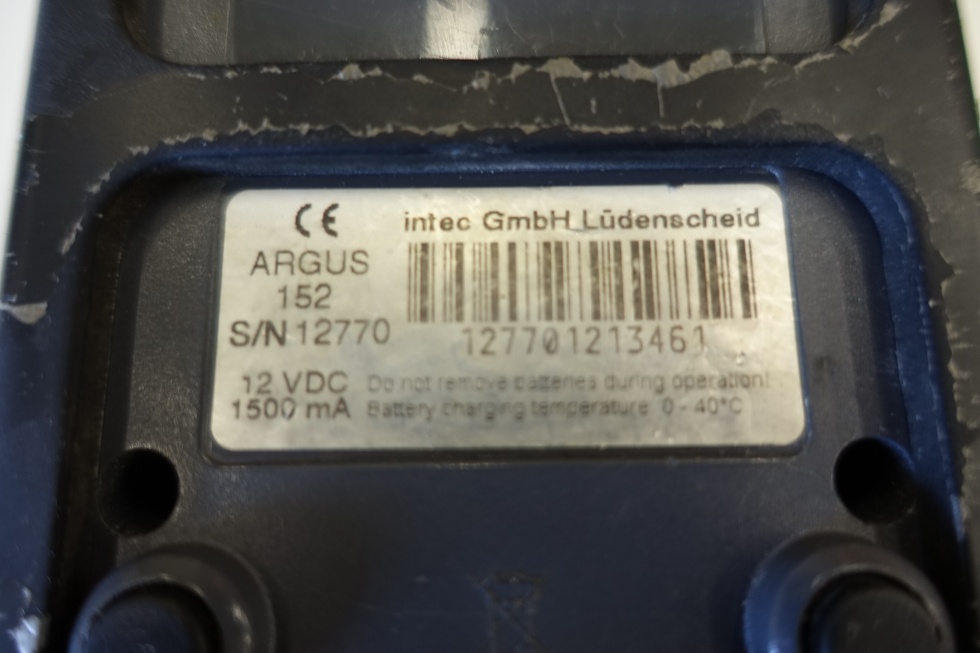 CE
intec GmbH Lüdenscheid
ARGUS
152
S/N 12770
127701213461
12 VDC
1500 mA
Do not remove batteries during operation!
Battery charging temperature: 0 - 40°C